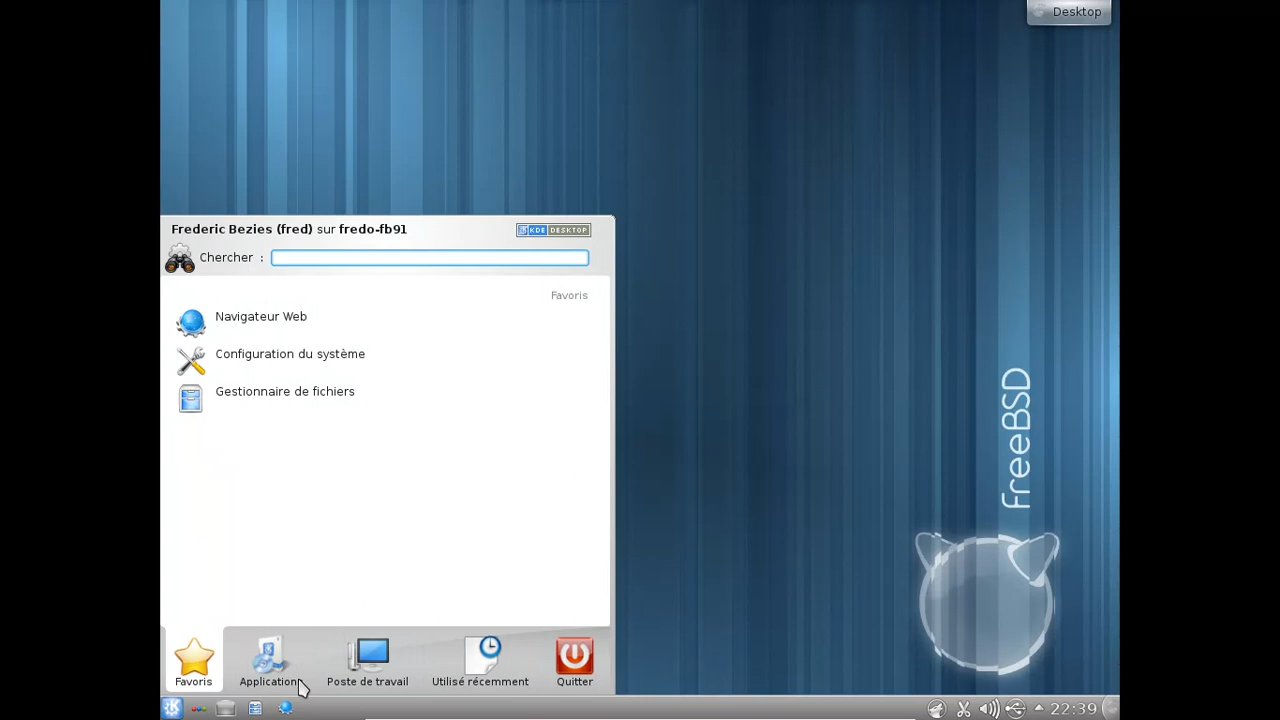 Desktop
Frederic Bezies (fred) sur fredo-fb91
KDE DESKTOP
Chercher :
Favoris
Navigateur Web
Configuration du système
Gestionnaire de fichiers
freeBSD
Favoris
Applications
Poste de travail
Utilisé récemment
Quitter
22:39